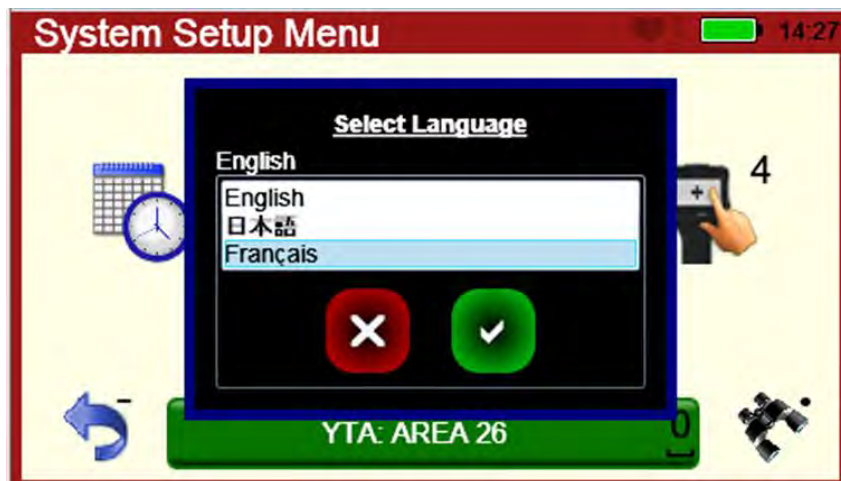 System Setup Menu 14:27
Select Language
English
English
日本語
Français
4
-
YTA: AREA 26
0